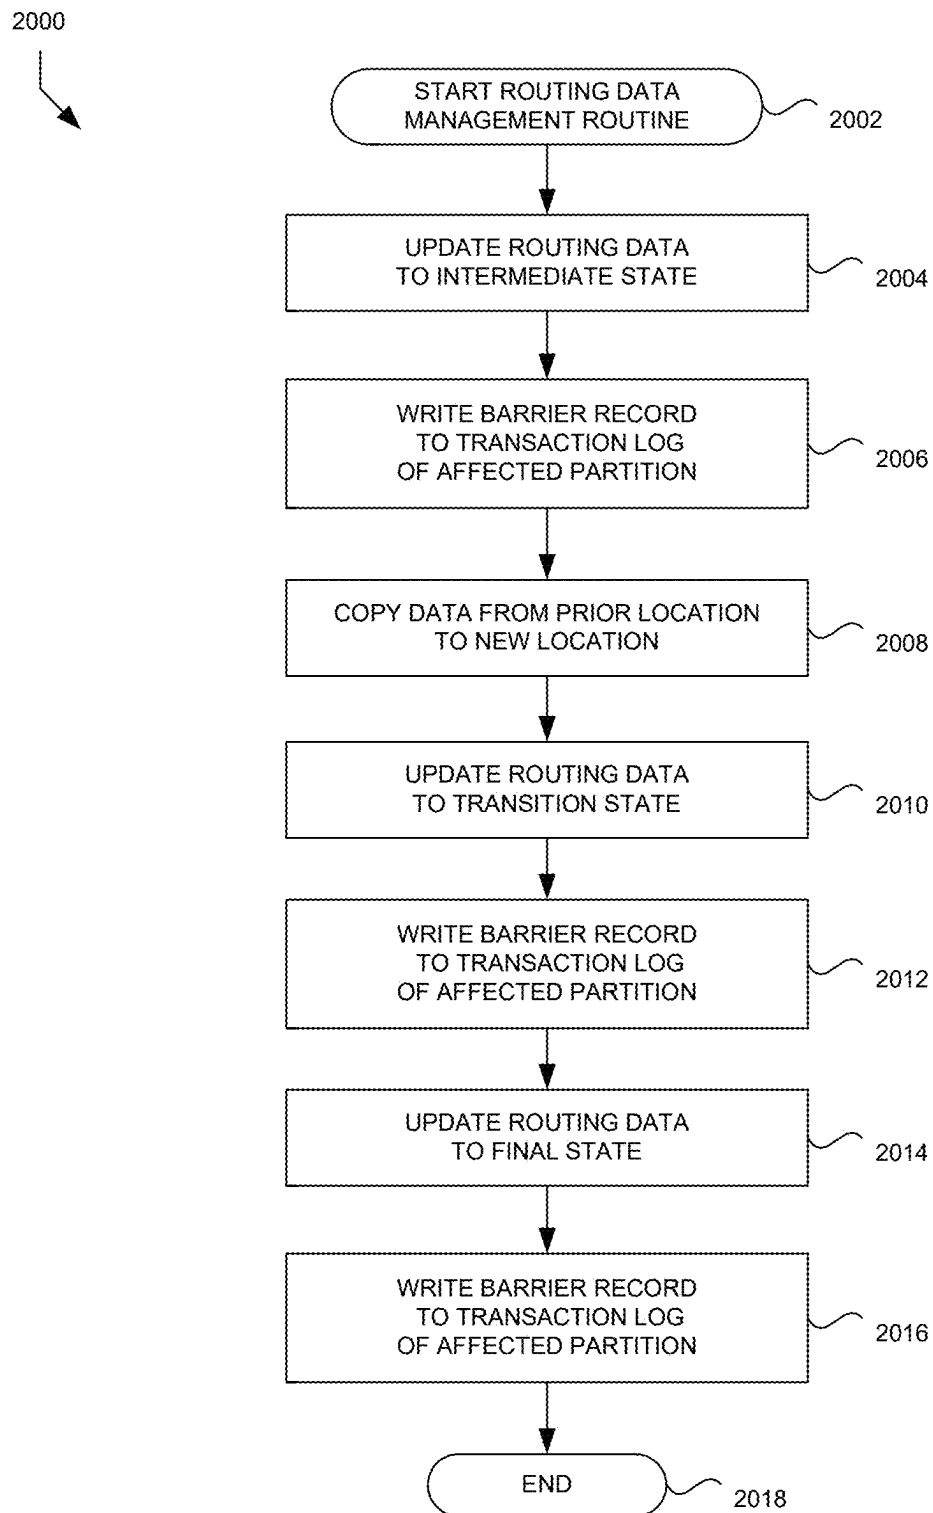 2000
START ROUTING DATA
MANAGEMENT ROUTINE
2002
UPDATE ROUTING DATA
TO INTERMEDIATE STATE
2004
WRITE BARRIER RECORD
TO TRANSACTION LOG
OF AFFECTED PARTITION
2006
COPY DATA FROM PRIOR LOCATION
TO NEW LOCATION
2008
UPDATE ROUTING DATA
TO TRANSITION STATE
2010
WRITE BARRIER RECORD
TO TRANSACTION LOG
OF AFFECTED PARTITION
2012
UPDATE ROUTING DATA
TO FINAL STATE
2014
WRITE BARRIER RECORD
TO TRANSACTION LOG
OF AFFECTED PARTITION
2016
END
2018